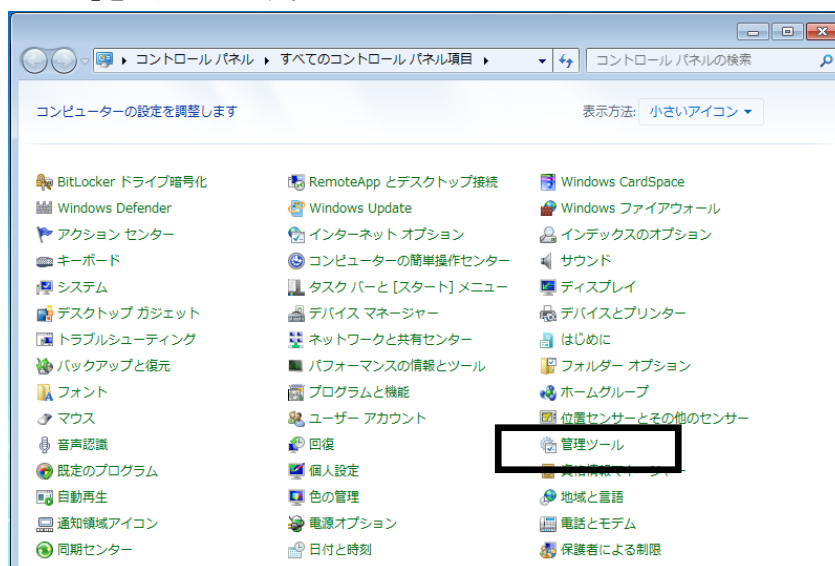 コントロール パネル ▸ すべてのコントロール パネル項目 ▸ コントロール パネルの検索
コンピューターの設定を調整します 表示方法: 小さいアイコン
BitLocker ドライブ暗号化 RemoteApp とデスクトップ接続 Windows CardSpace
Windows Defender Windows Update Windows ファイアウォール
アクション センター インターネット オプション インデックスのオプション
キーボード コンピューターの簡単操作センター サウンド
システム タスク バーと [スタート] メニュー ディスプレイ
デスクトップ ガジェット デバイス マネージャー デバイスとプリンター
トラブルシューティング ネットワークと共有センター はじめに
バックアップと復元 パフォーマンスの情報とツール フォルダー オプション
フォント プログラムと機能 ホームグループ
マウス ユーザー アカウント 位置センサーとその他のセンサー
音声認識 回復 管理ツール
既定のプログラム 個人設定
自動再生 色の管理 地域と言語
通知領域アイコン 電源オプション 電話とモデム
同期センター 日付と時刻 保護者による制限